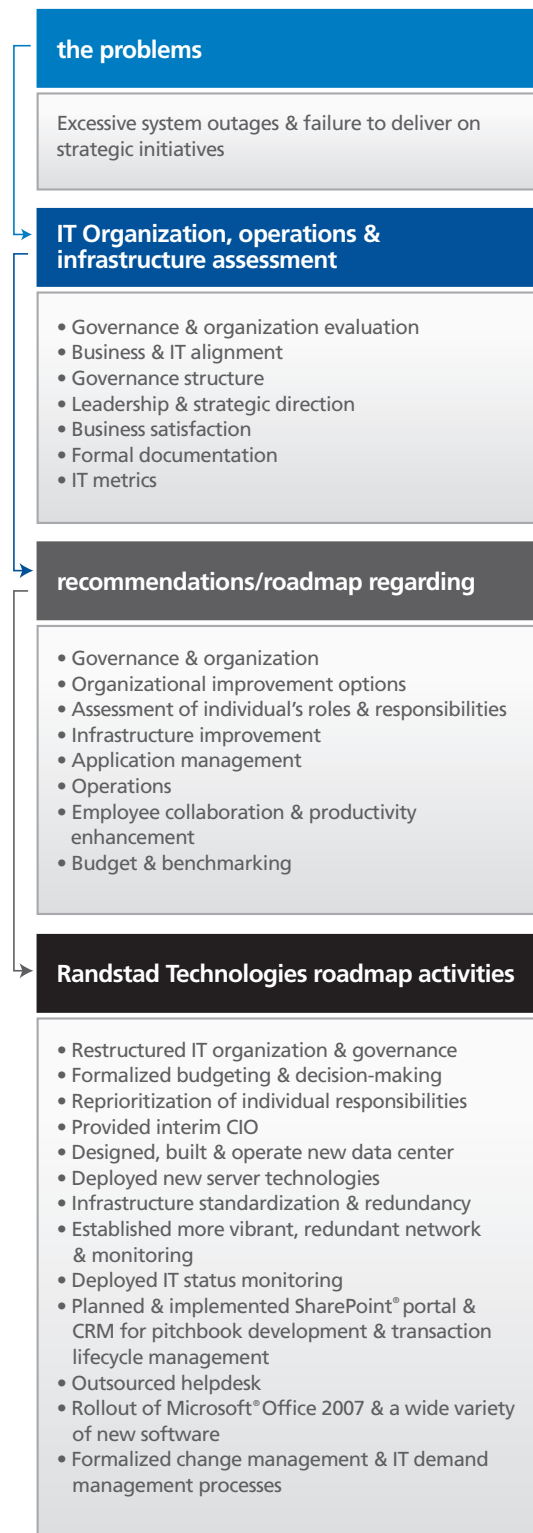 the problems
Excessive system outages & failure to deliver on
strategic initiatives
IT Organization, operations &
infrastructure assessment
• Governance & organization evaluation
• Business & IT alignment
• Governance structure
• Leadership & strategic direction
• Business satisfaction
• Formal documentation
• IT metrics
recommendations/roadmap regarding
• Governance & organization
• Organizational improvement options
• Assessment of individual’s roles & responsibilities
• Infrastructure improvement
• Application management
• Operations
• Employee collaboration & productivity
enhancement
• Budget & benchmarking
Randstad Technologies roadmap activities
• Restructured IT organization & governance
• Formalized budgeting & decision-making
• Reprioritization of individual responsibilities
• Provided interim CIO
• Designed, built & operate new data center
• Deployed new server technologies
• Infrastructure standardization & redundancy
• Established more vibrant, redundant network
& monitoring
• Deployed IT status monitoring
• Planned & implemented SharePoint® portal &
CRM for pitchbook development & transaction
lifecycle management
• Outsourced helpdesk
• Rollout of Microsoft® Office 2007 & a wide variety
of new software
• Formalized change management & IT demand
management processes